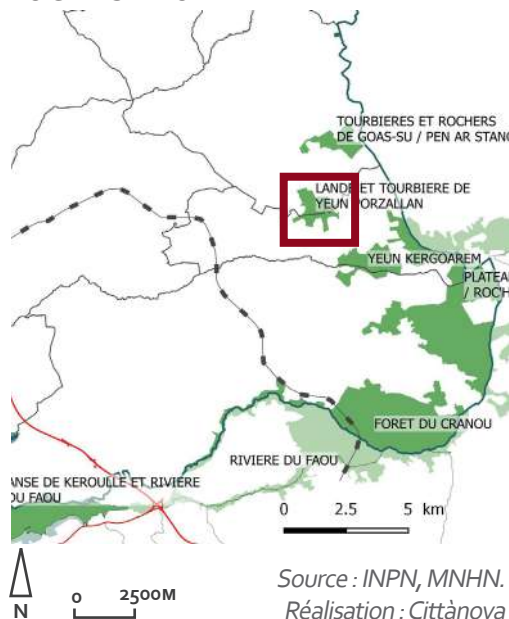 TOURBIERES ET ROCHERS
DE GOAS-SU / PEN AR STANC
LANDE ET TOURBIERE DE
YEUN PORZALLAN
YEUN KERGOAREM
PLATEA
/ ROC'H
FORET DU CRANOU
RIVIERE DU FAOU
ANSE DE KEROULLE ET RIVIERE
DU FAOU
0 2.5 5 km
N
0 2500M
Source : INPN, MNHN.
Réalisation : Cittànova